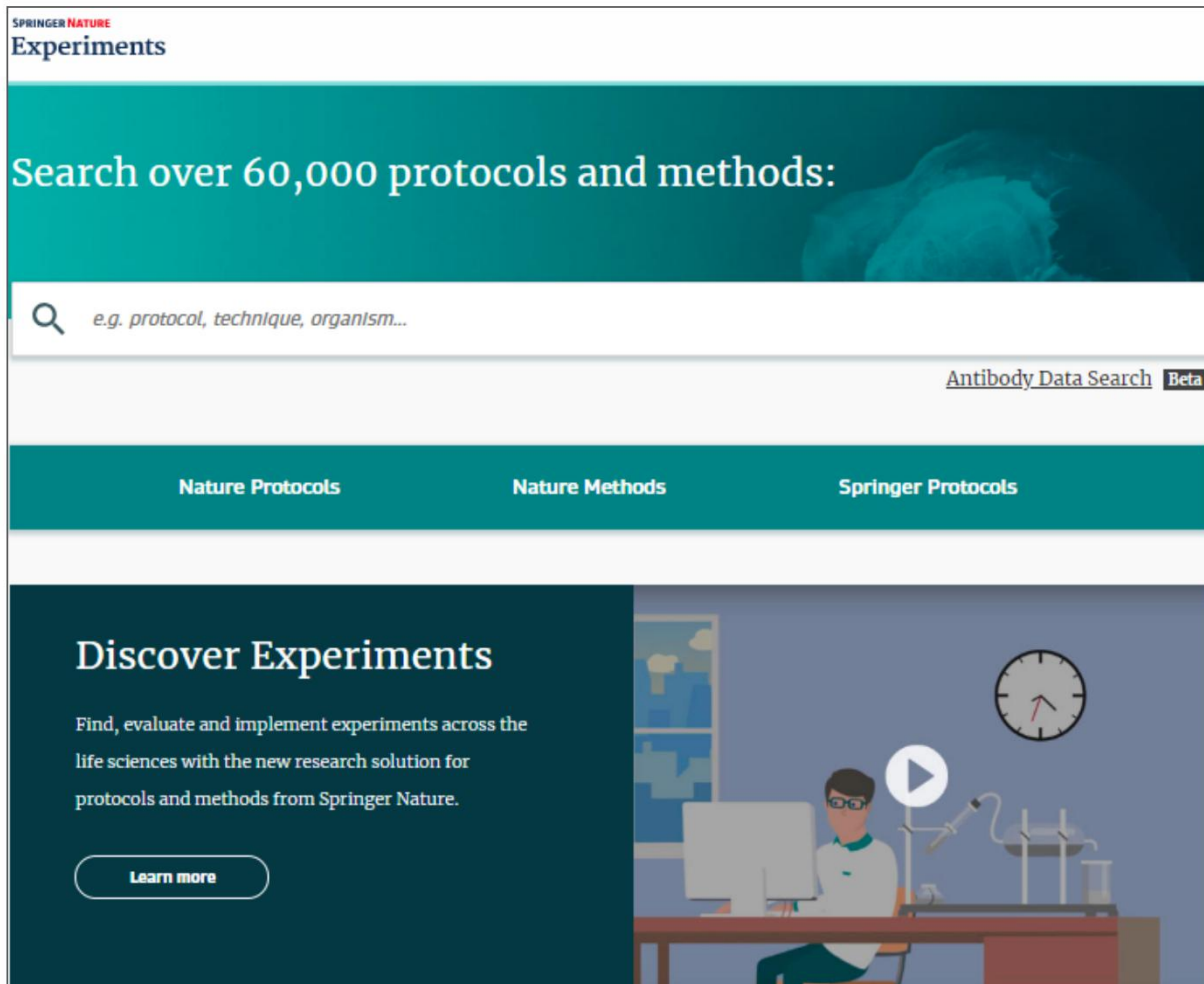 SPRINGER NATURE
Experiments
Search over 60,000 protocols and methods:
e.g. protocol, technique, organism...
Antibody Data Search Beta
Nature Protocols Nature Methods Springer Protocols
Discover Experiments
Find, evaluate and implement experiments across the
life sciences with the new research solution for
protocols and methods from Springer Nature.
Learn more